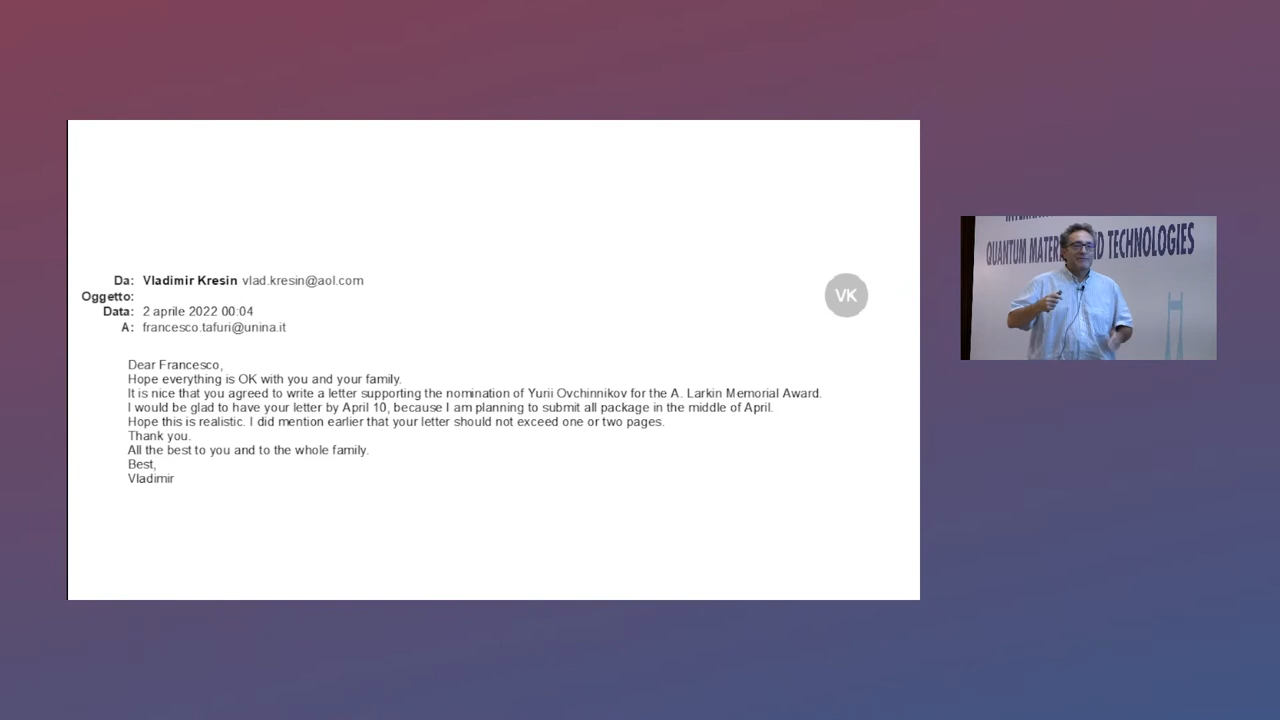 Da: Vladimir Kresin vlad.kresin@aol.com
Oggetto:
Data: 2 aprile 2022 00:04
A: francesco.tafuri@unina.it
VK
Dear Francesco,
Hope everything is OK with you and your family.
It is nice that you agreed to write a letter supporting the nomination of Yurii Ovchinnikov for the A. Larkin Memorial Award.
I would be glad to have your letter by April 10, because I am planning to submit all package in the middle of April.
Hope this is realistic. I did mention earlier that your letter should not exceed one or two pages.
Thank you.
All the best to you and to the whole family.
Best,
Vladimir
QUANTUM TECHNOLOGIES